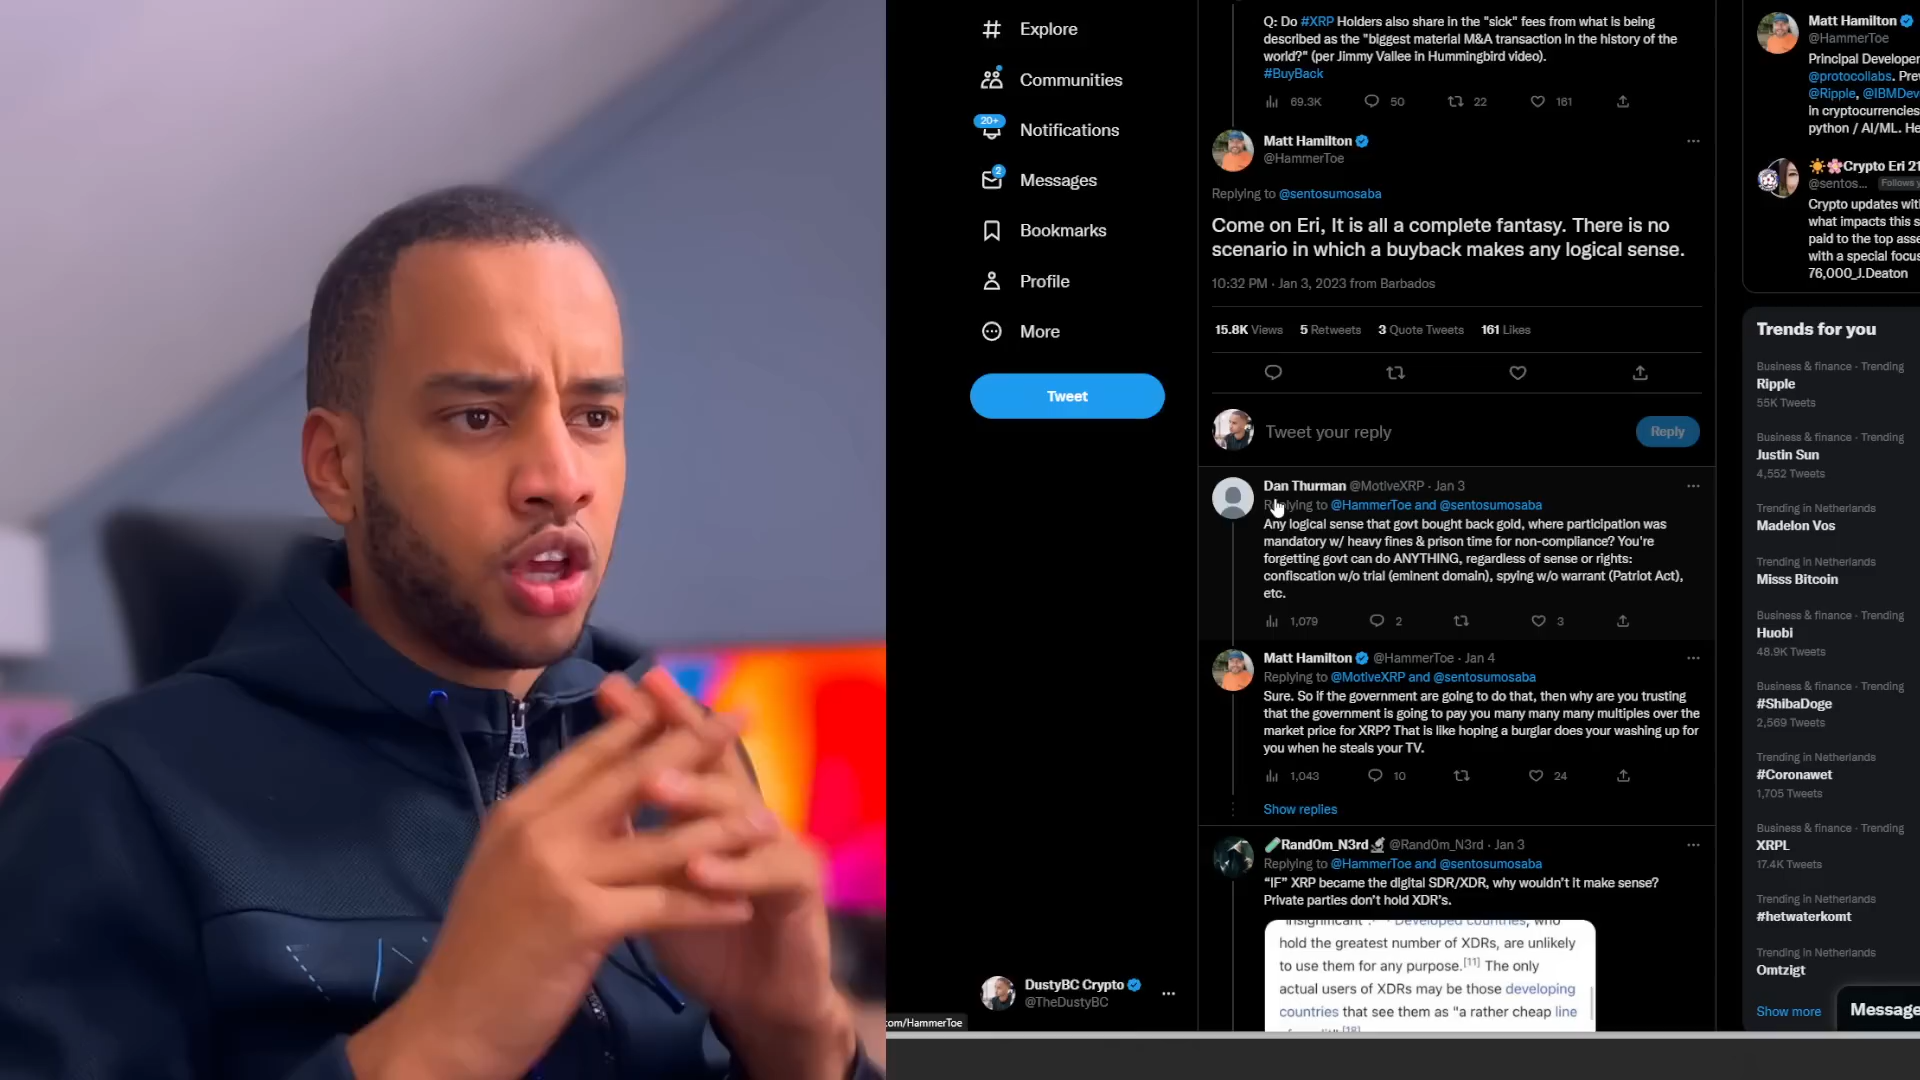 Explore
Communities
20+
Notifications
2
Messages
Bookmarks
Profile
More
Tweet
DustyBC Crypto
@TheDustyBC
com/HammerToe
Q: Do #XRP Holders also share in the "sick" fees from what is being
described as the "biggest material M&A transaction in the history of the
world?" (per Jimmy Vallee in Hummingbird video).
#BuyBack
69.3K 50 22 161
Matt Hamilton
@HammerToe
Replying to @sentosumosaba
Come on Eri, It is all a complete fantasy. There is no
scenario in which a buyback makes any logical sense.
10:32 PM · Jan 3, 2023 from Barbados
15.8K Views 5 Retweets 3 Quote Tweets 161 Likes
Tweet your reply
Reply
Dan Thurman @MotiveXRP · Jan 3
Replying to @HammerToe and @sentosumosaba
Any logical sense that govt bought back gold, where participation was
mandatory w/ heavy fines & prison time for non-compliance? You're
forgetting govt can do ANYTHING, regardless of sense or rights:
confiscation w/o trial (eminent domain), spying w/o warrant (Patriot Act),
etc.
1,079 2 3
Matt Hamilton @HammerToe · Jan 4
Replying to @MotiveXRP and @sentosumosaba
Sure. So if the government are going to do that, then why are you trusting
that the government is going to pay you many many many multiples over the
market price for XRP? That is like hoping a burglar does your washing up for
you when he steals your TV.
1,043 10 24
Show replies
Rand0m_N3rd @Rand0m_N3rd · Jan 3
Replying to @HammerToe and @sentosumosaba
“IF” XRP became the digital SDR/XDR, why wouldn’t it make sense?
Private parties don’t hold XDR’s.
Developed countries, who
hold the greatest number of XDRs, are unlikely
to use them for any purpose.[11] The only
actual users of XDRs may be those developing
countries that see them as "a rather cheap line
Matt Hamilton
@HammerToe
Principal Developer
@protocollabs. Prev
@Ripple, @IBMDev
in cryptocurrencies
python / AI/ML. He
Crypto Eri 21
@sentos... Follows y
Crypto updates wit
what impacts this s
paid to the top asse
with a special focus
76,000_J.Deaton
Trends for you
Business & finance · Trending
Ripple
55K Tweets
Business & finance · Trending
Justin Sun
4,552 Tweets
Trending in Netherlands
Madelon Vos
Trending in Netherlands
Misss Bitcoin
Business & finance · Trending
Huobi
48.9K Tweets
Business & finance · Trending
#ShibaDoge
2,569 Tweets
Trending in Netherlands
#Coronawet
1,705 Tweets
Business & finance · Trending
XRPL
17.4K Tweets
Trending in Netherlands
#hetwaterkomt
Trending in Netherlands
Omtzigt
Show more
Message